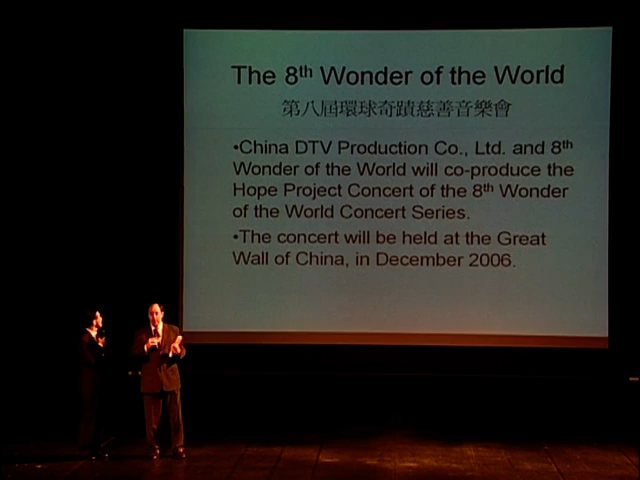 The 8th Wonder of the World
第八屆環球奇蹟慈善音樂會
•China DTV Production Co., Ltd. and 8th
Wonder of the World will co-produce the
Hope Project Concert of the 8th Wonder
of the World Concert Series.
•The concert will be held at the Great
Wall of China, in December 2006.